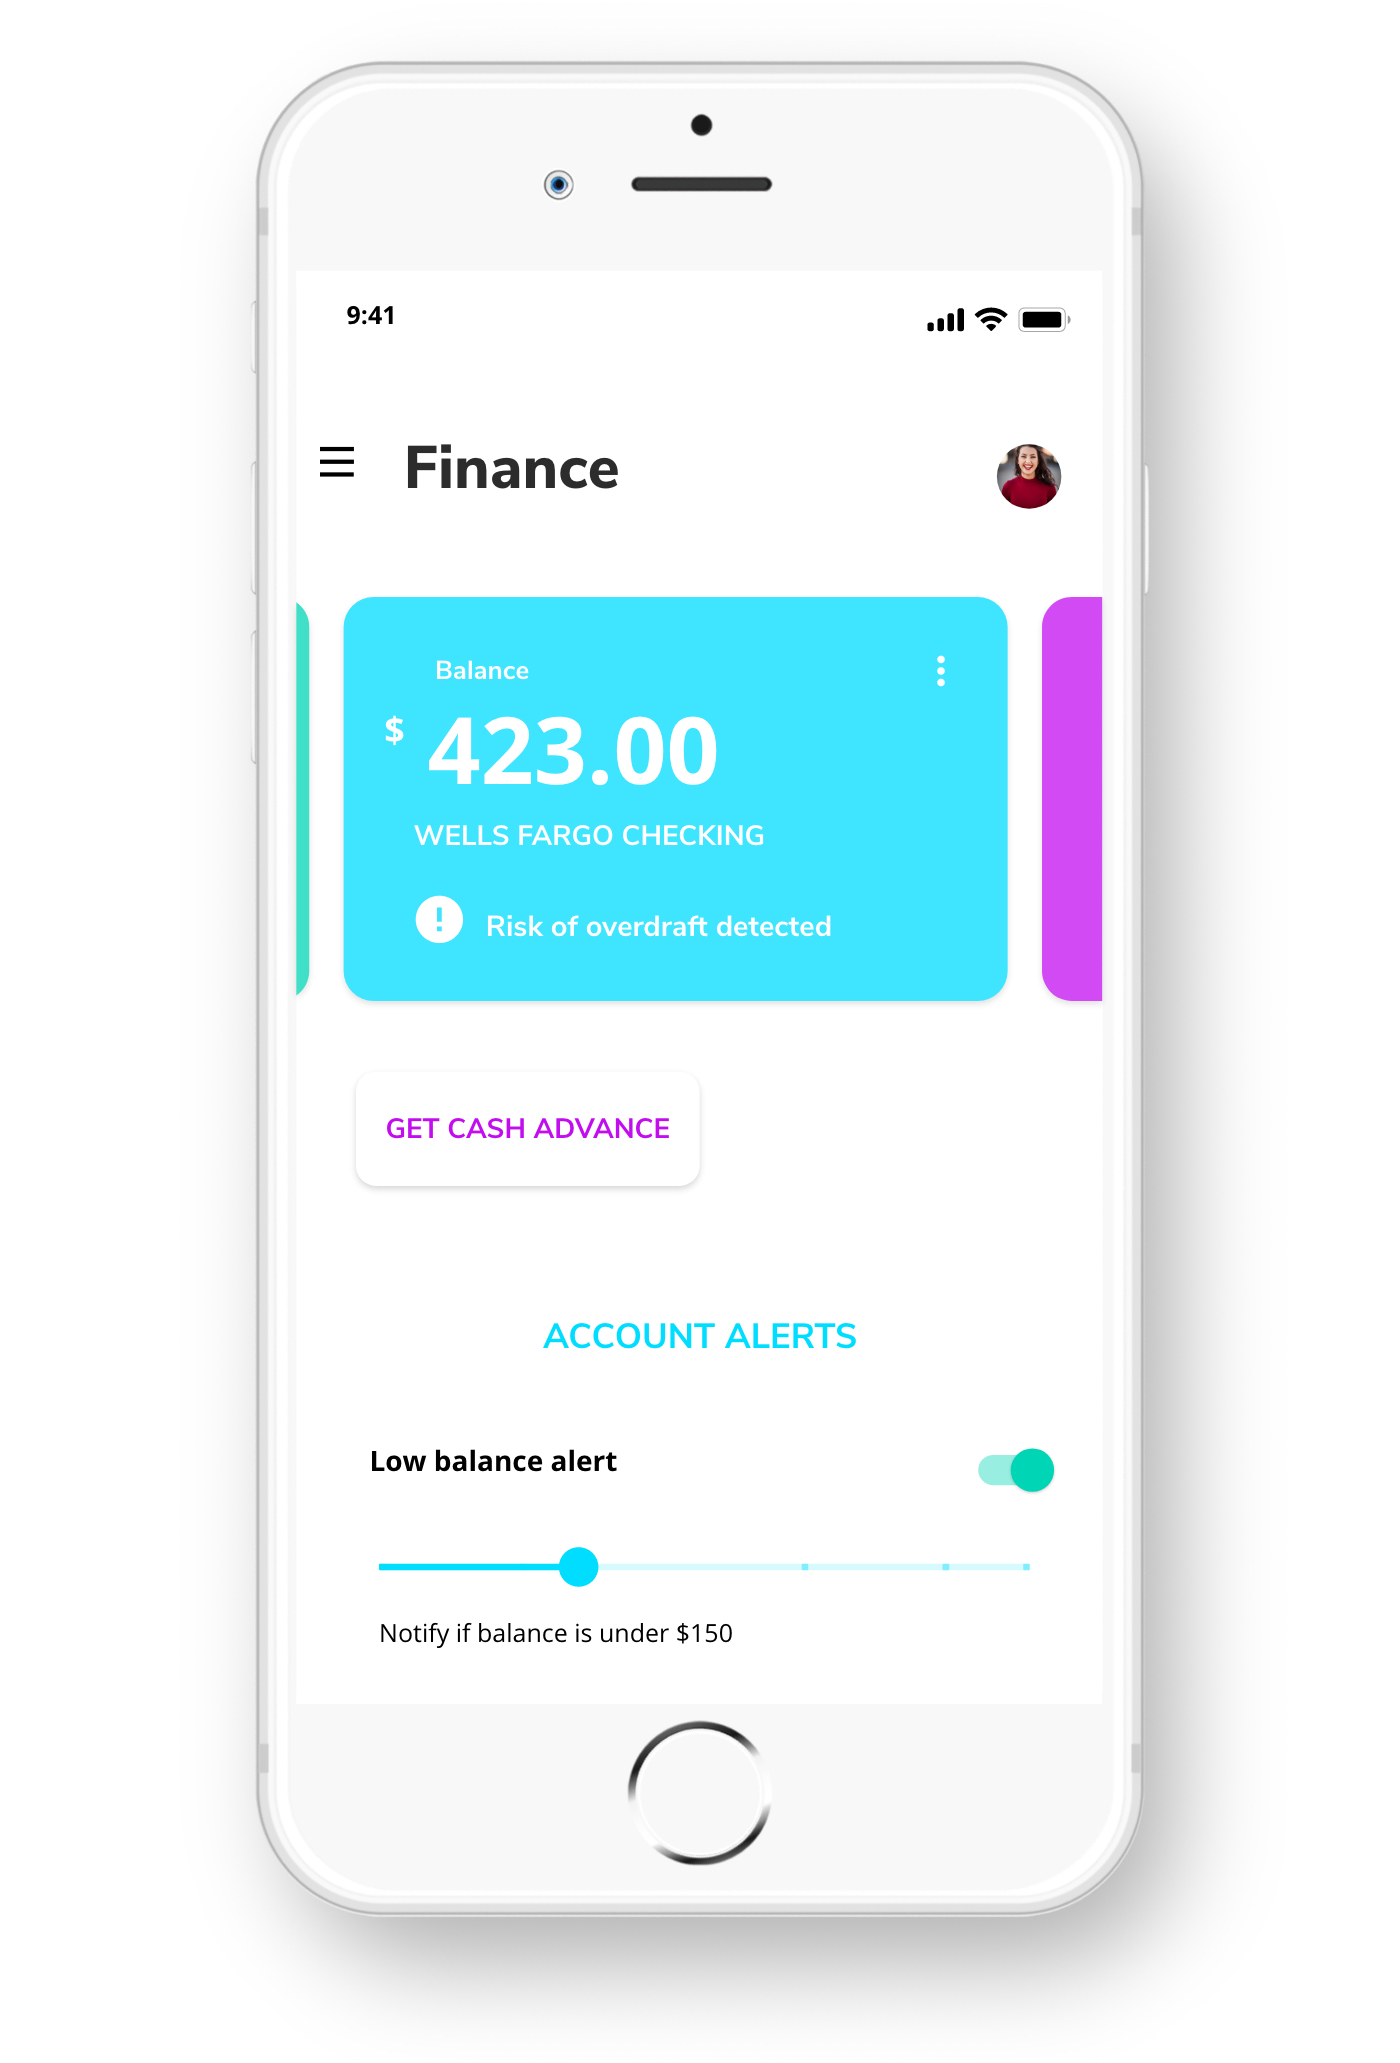 9:41
Finance
Balance
$ 423.00
WELLS FARGO CHECKING
Risk of overdraft detected
GET CASH ADVANCE
ACCOUNT ALERTS
Low balance alert
Notify if balance is under $150